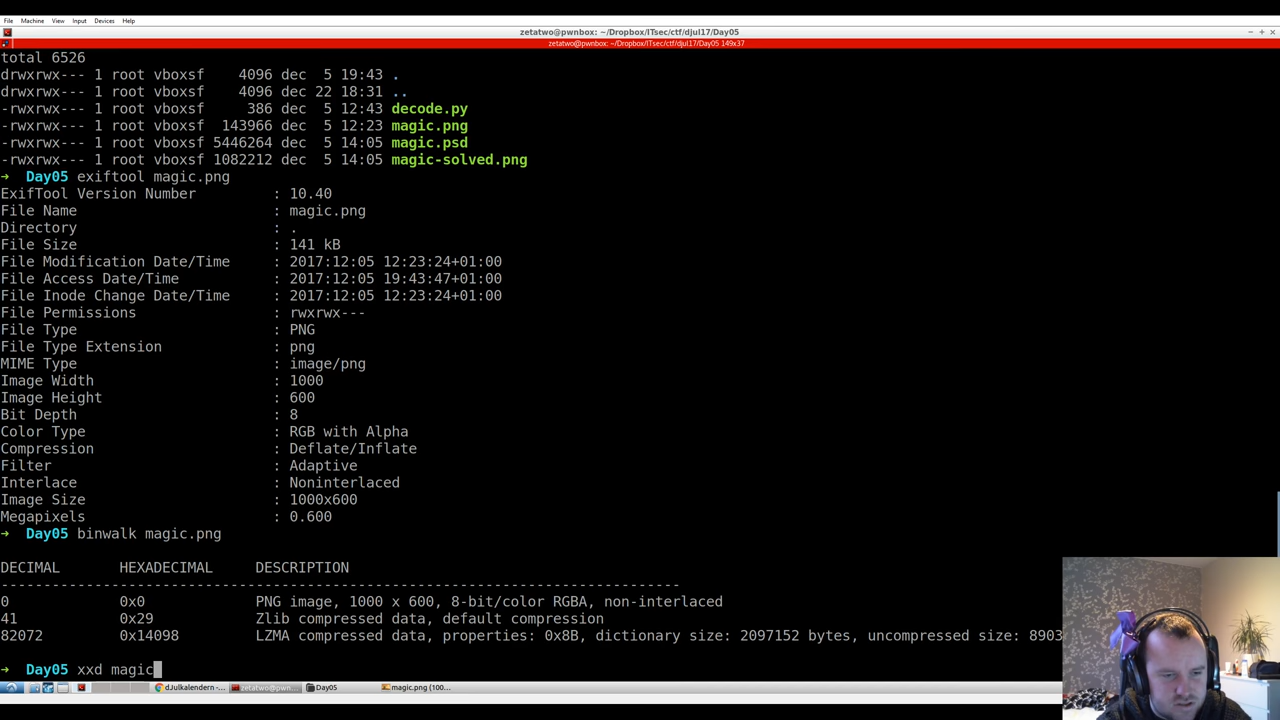 File Machine View Input Devices Help
zetatwo@pwnbox: ~/Dropbox/ITsec/ctf/djul17/Day05
zetatwo@pwnbox: ~/Dropbox/ITsec/ctf/djul17/Day05 149x37
total 6526
drwxrwx--- 1 root vboxsf    4096 dec  5 19:43 .
drwxrwx--- 1 root vboxsf    4096 dec 22 18:31 ..
-rwxrwx--- 1 root vboxsf     386 dec  5 12:43 decode.py
-rwxrwx--- 1 root vboxsf  143966 dec  5 12:23 magic.png
-rwxrwx--- 1 root vboxsf 5446264 dec  5 14:05 magic.psd
-rwxrwx--- 1 root vboxsf 1082212 dec  5 14:05 magic-solved.png
→ Day05 exiftool magic.png
ExifTool Version Number : 10.40
File Name : magic.png
Directory : .
File Size : 141 kB
File Modification Date/Time : 2017:12:05 12:23:24+01:00
File Access Date/Time : 2017:12:05 19:43:47+01:00
File Inode Change Date/Time : 2017:12:05 12:23:24+01:00
File Permissions : rwxrwx---
File Type : PNG
File Type Extension : png
MIME Type : image/png
Image Width : 1000
Image Height : 600
Bit Depth : 8
Color Type : RGB with Alpha
Compression : Deflate/Inflate
Filter : Adaptive
Interlace : Noninterlaced
Image Size : 1000x600
Megapixels : 0.600
→ Day05 binwalk magic.png
DECIMAL HEXADECIMAL DESCRIPTION
--------------------------------------------------------------------------------
0 0x0 PNG image, 1000 x 600, 8-bit/color RGBA, non-interlaced
41 0x29 Zlib compressed data, default compression
82072 0x14098 LZMA compressed data, properties: 0x8B, dictionary size: 2097152 bytes, uncompressed size: 8903
→ Day05 xxd magic
dJulkalendern -... zetatwo@pwn... Day05 magic.png (100...